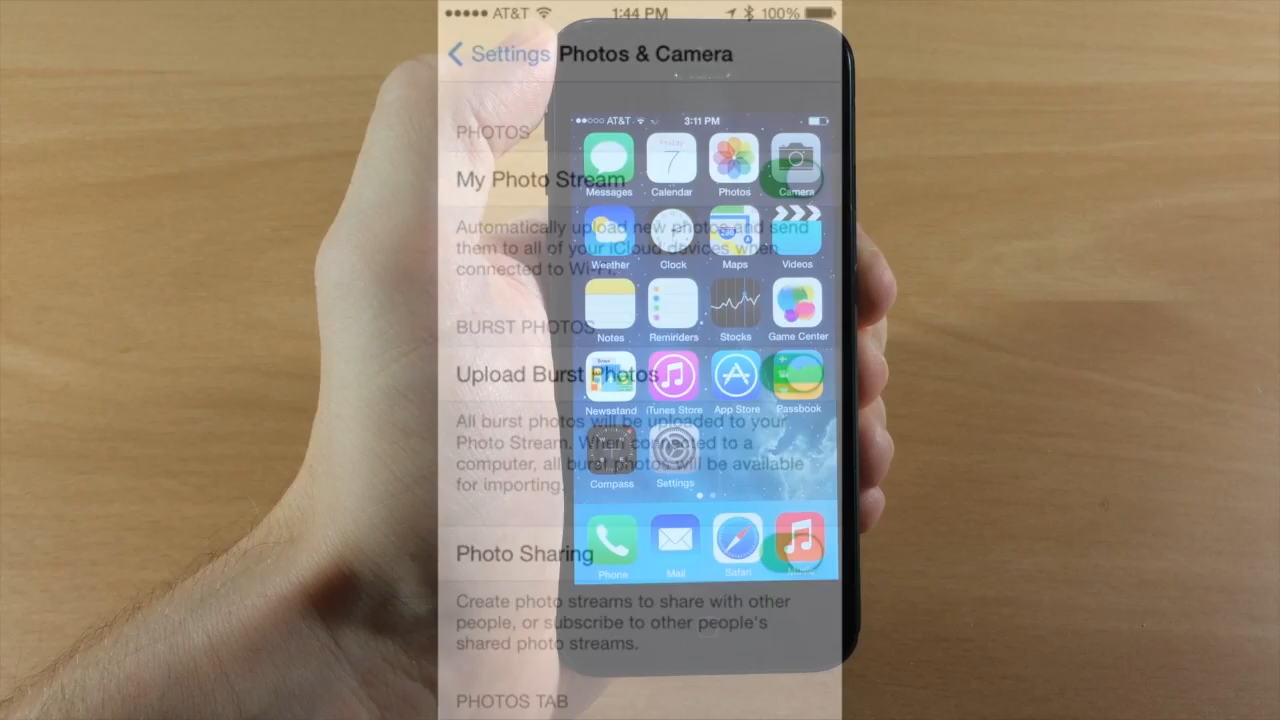 AT&T 1:44 PM 100%
Settings Photos & Camera
AT&T 3:11 PM
PHOTOS
Friday
7
Messages Calendar Photos Camera
My Photo Stream
Automatically upload new photos and send
them to all of your iCloud devices when
connected to Wi-Fi.
Weather Clock Maps Videos
BURST PHOTOS
Notes Reminders Stocks Game Center
Upload Burst Photos
Newsstand iTunes Store App Store Passbook
All burst photos will be uploaded to your
Photo Stream. When connected to a
computer, all burst photos will be available
for importing.
Compass Settings
Photo Sharing
Phone Mail Safari Music
Create photo streams to share with other
people, or subscribe to other people's
shared photo streams.
PHOTOS TAB